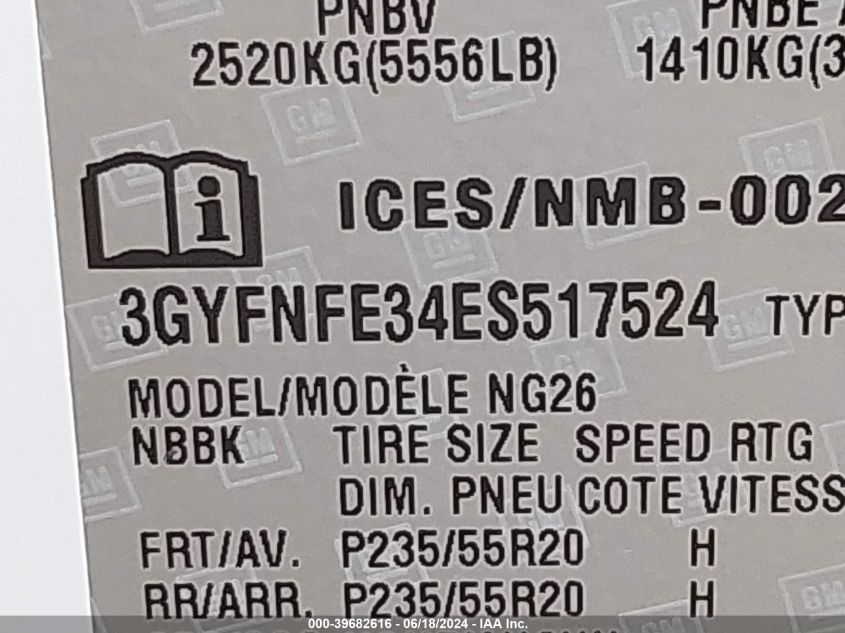 PNBV PNBE
2520KG(5556LB) 1410KG(3
i ICES/NMB-002
3GYFNFE34ES517524 TYP
MODEL/MODÈLE NG26
NBBK TIRE SIZE SPEED RTG
DIM. PNEU COTE VITESS
FRT/AV. P235/55R20 H
RR/ARR. P235/55R20 H
000-39682616 - 06/18/2024 - IAA Inc.